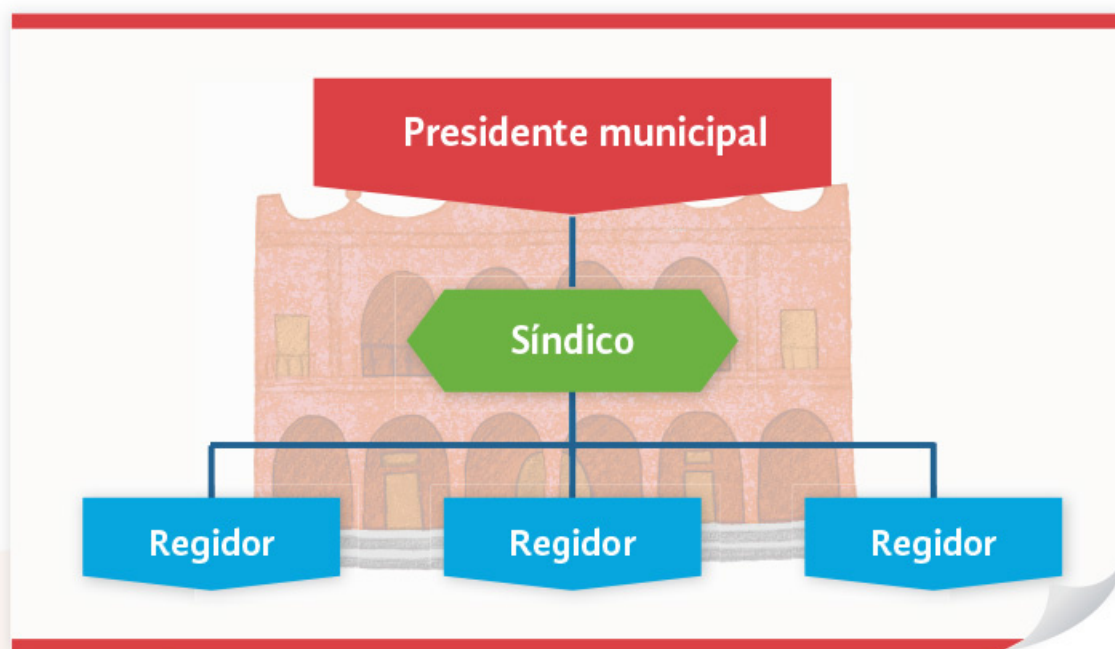 Presidente municipal
Síndico
Regidor
Regidor
Regidor